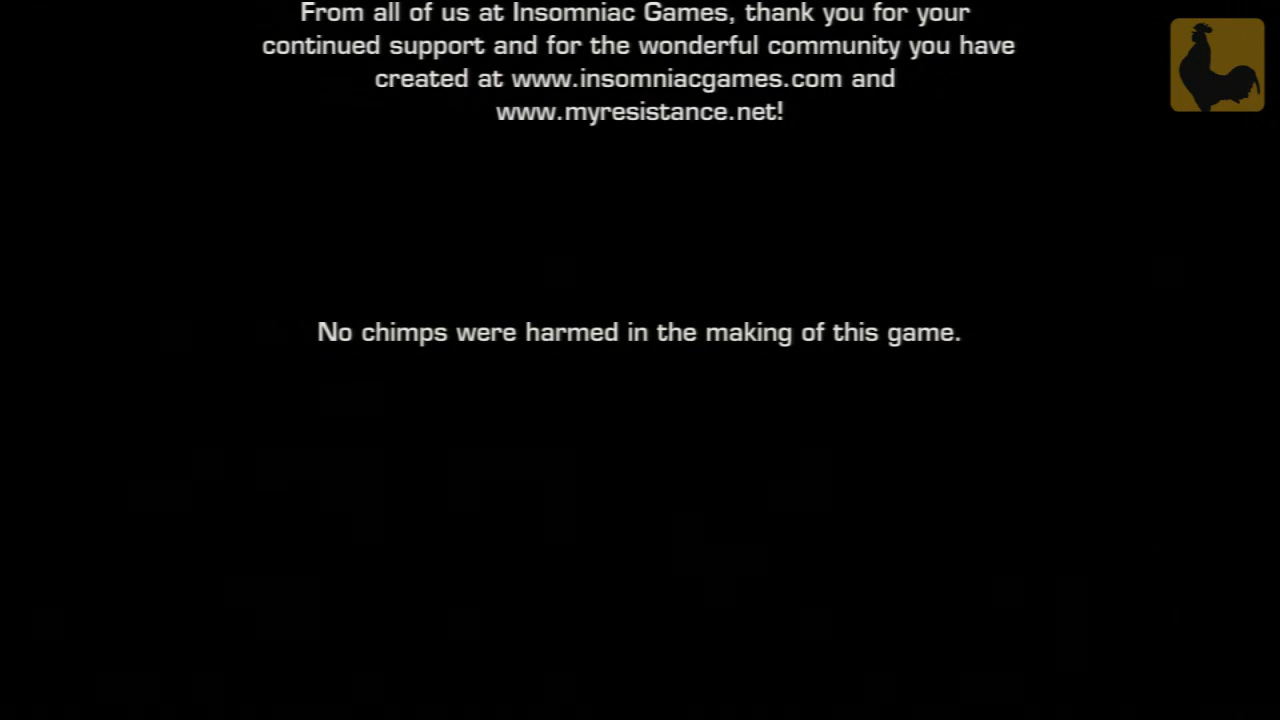 From all of us at Insomniac Games, thank you for your
continued support and for the wonderful community you have
created at www.insomniacgames.com and
www.myresistance.net!
No chimps were harmed in the making of this game.